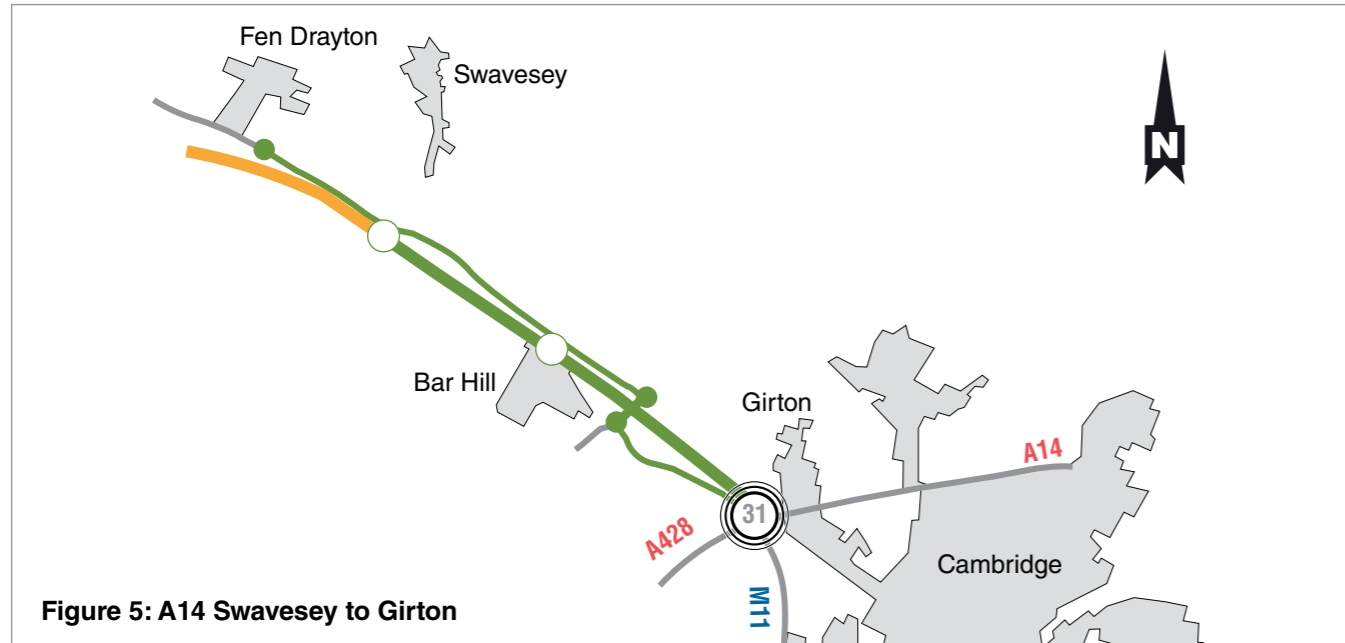 Fen Drayton
Swavesey
N
Bar Hill
Girton
A14
31
A428
Cambridge
M11
Figure 5: A14 Swavesey to Girton